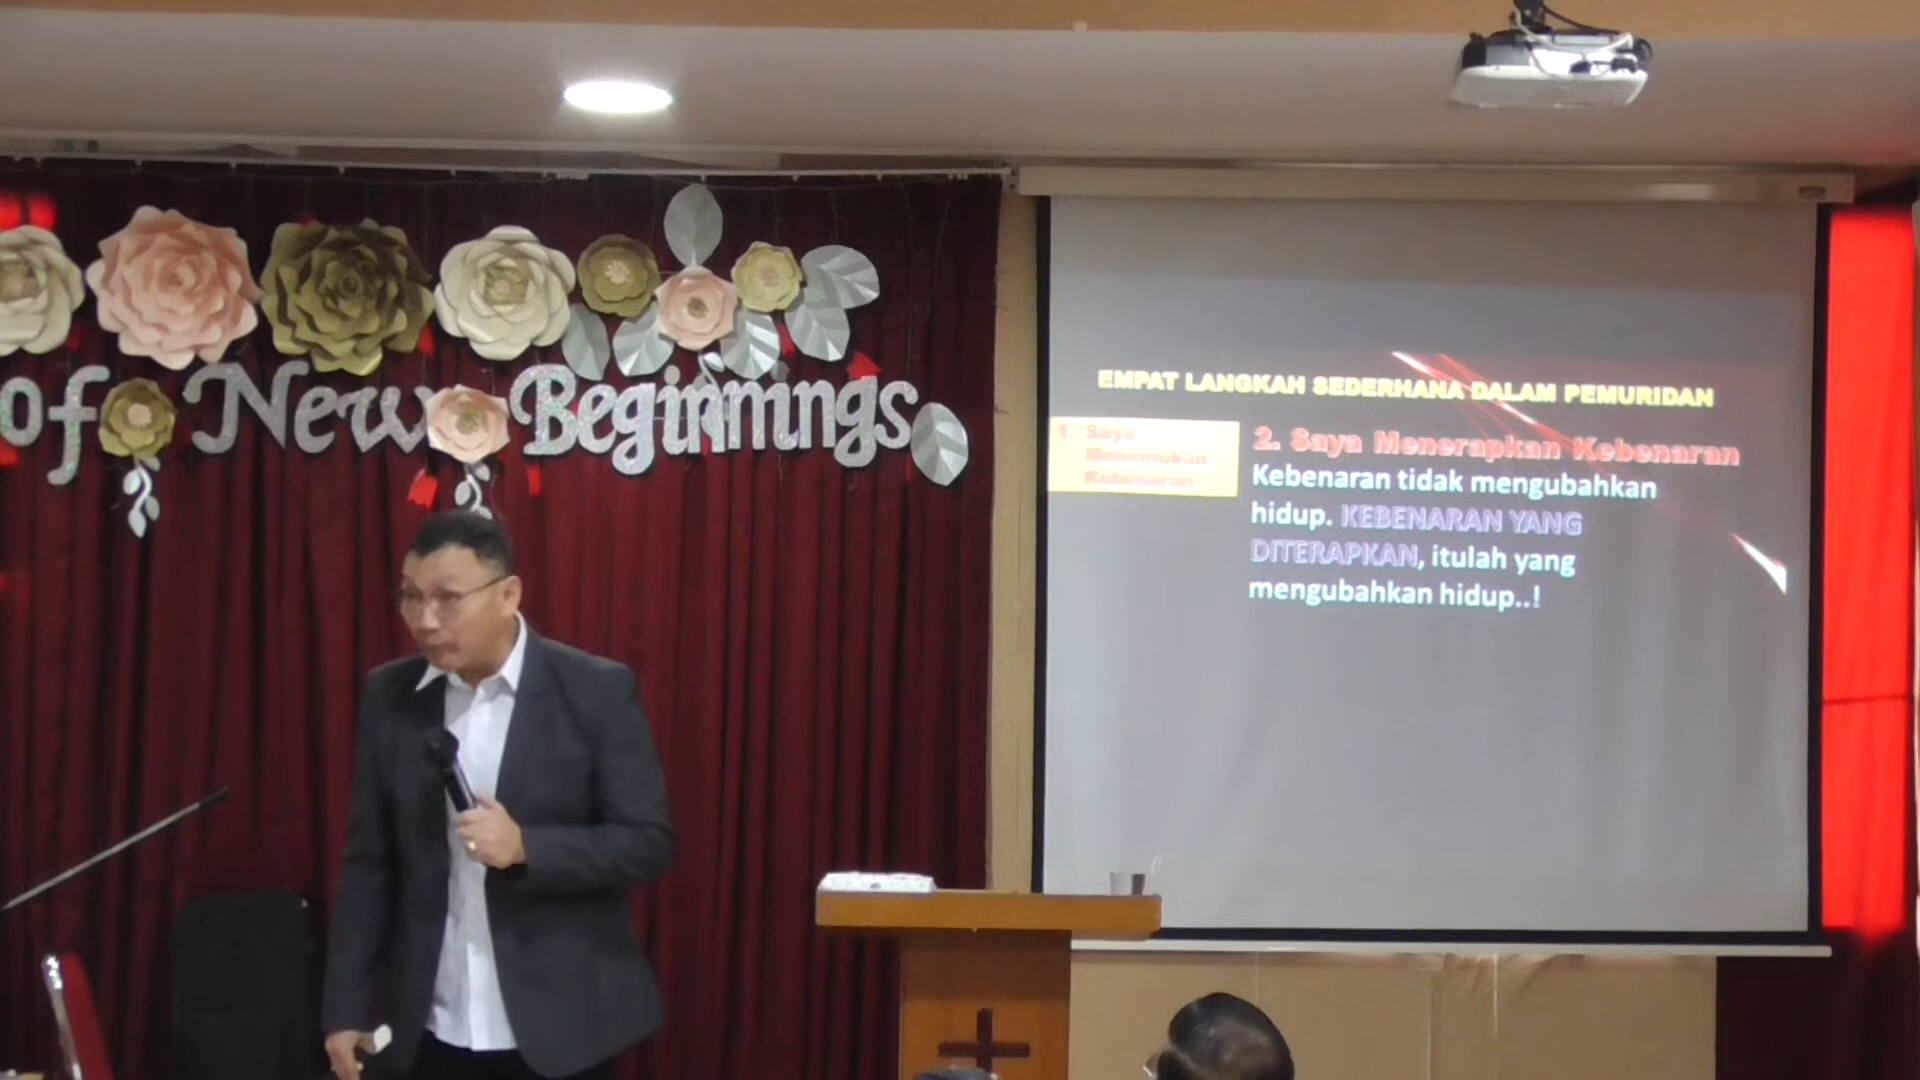 of New Beginnings
EMPAT LANGKAH SEDERHANA DALAM PEMURIDAN
1. Saya
Menemukan
Kebenaran
2. Saya Menerapkan Kebenaran
Kebenaran tidak mengubahkan
hidup. KEBENARAN YANG
DITERAPKAN, itulah yang
mengubahkan hidup..!